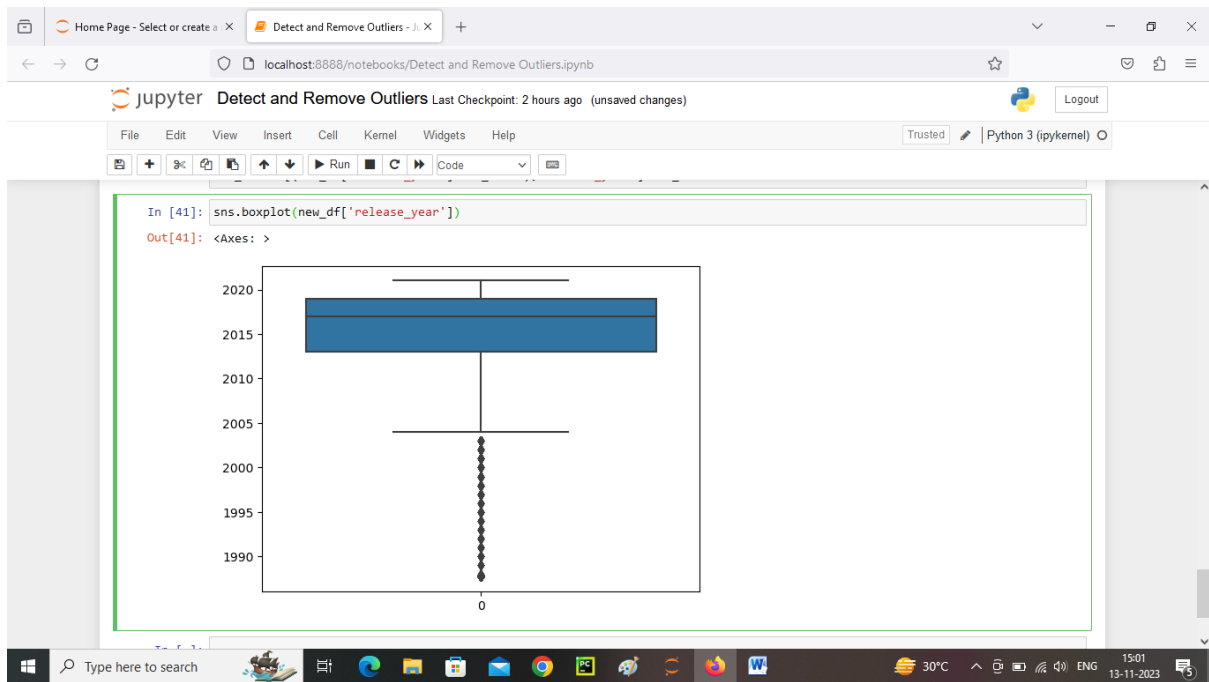 Home Page - Select or create a
Detect and Remove Outliers - Ju
localhost:8888/notebooks/Detect and Remove Outliers.ipynb
jupyter Detect and Remove Outliers Last Checkpoint: 2 hours ago (unsaved changes)
Logout
File Edit View Insert Cell Kernel Widgets Help
Trusted Python 3 (ipykernel)
Run Code
In [41]: sns.boxplot(new_df['release_year'])
Out[41]: <Axes: >
2020
2015
2010
2005
2000
1995
1990
0
Type here to search
PC
W
30°C
ENG
15:01
13-11-2023
5